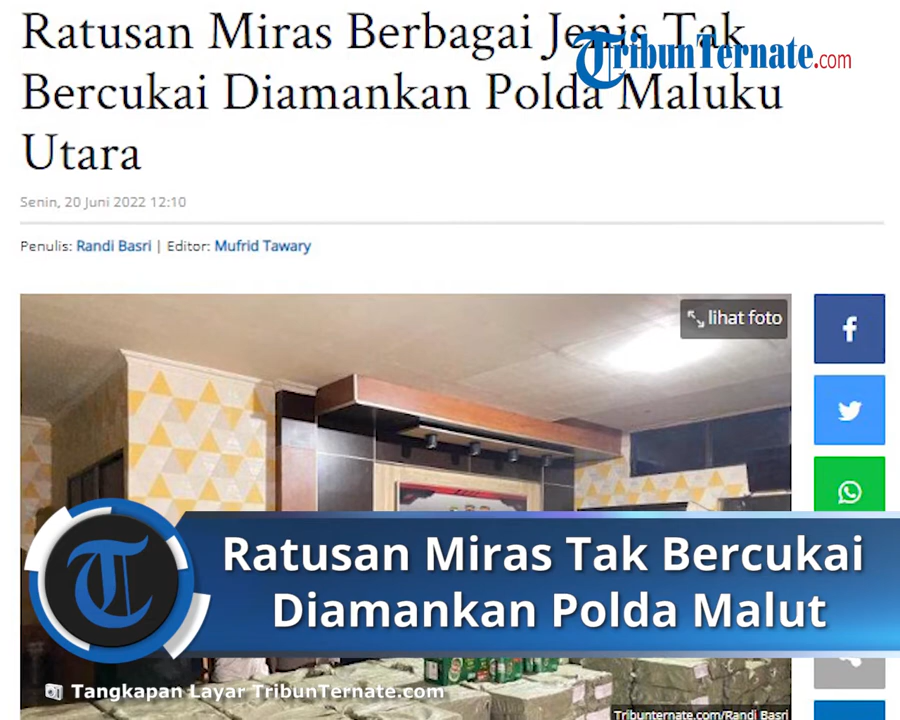 Ratusan Miras Berbagai Jenis Tak
TribunTernate.com
Bercukai Diamankan Polda Maluku
Utara
Senin, 20 Juni 2022 12:10
Penulis: Randi Basri | Editor: Mufrid Tawary
lihat foto
Ratusan Miras Tak Bercukai
Diamankan Polda Malut
Tangkapan Layar TribunTernate.com
Tribunternate.com/Randi Basri